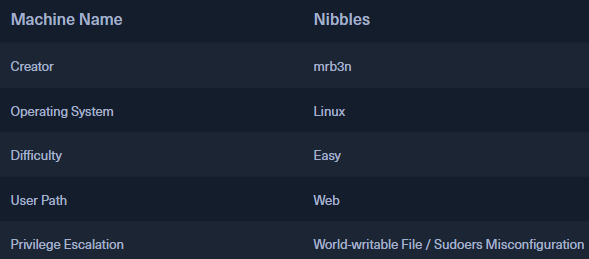 Machine Name Nibbles
Creator mrb3n
Operating System Linux
Difficulty Easy
User Path Web
Privilege Escalation World-writable File / Sudoers Misconfiguration